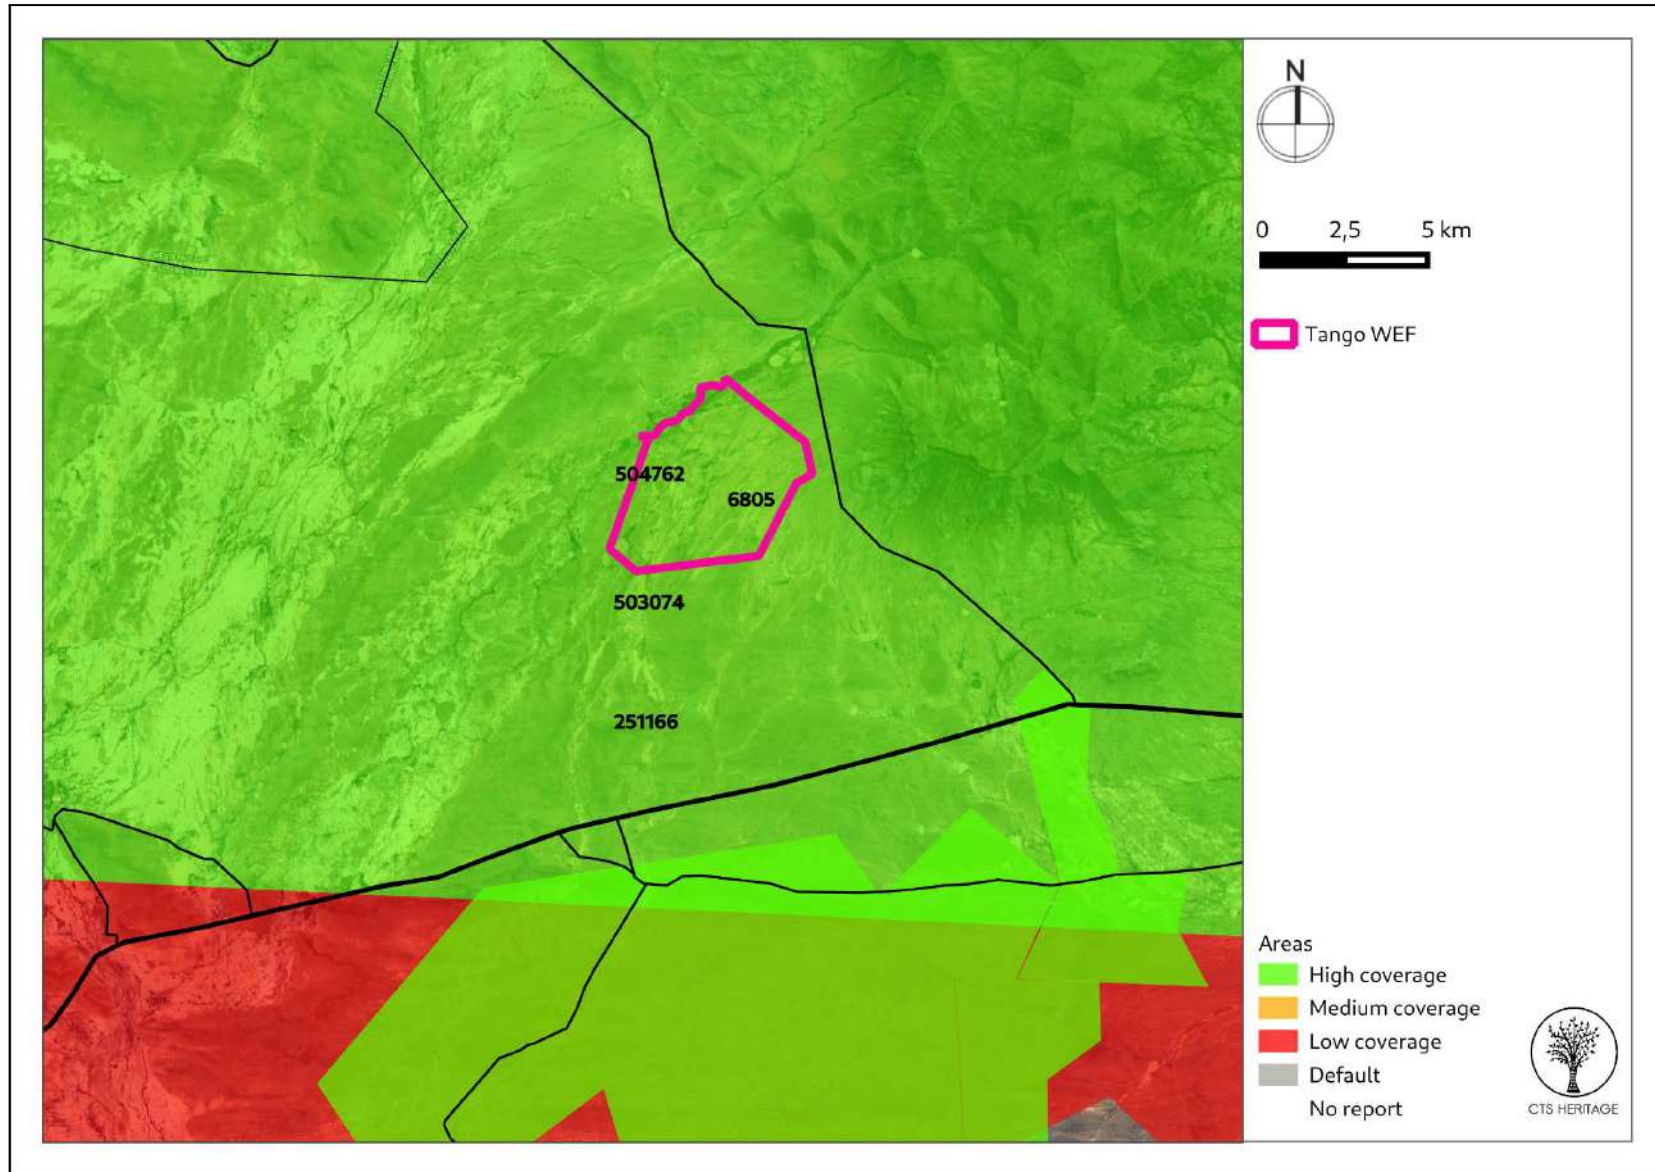 N
0 2,5 5 km
Tango WEF
504762
6805
503074
251166
Areas
High coverage
Medium coverage
Low coverage
Default
No report
CTS HERITAGE